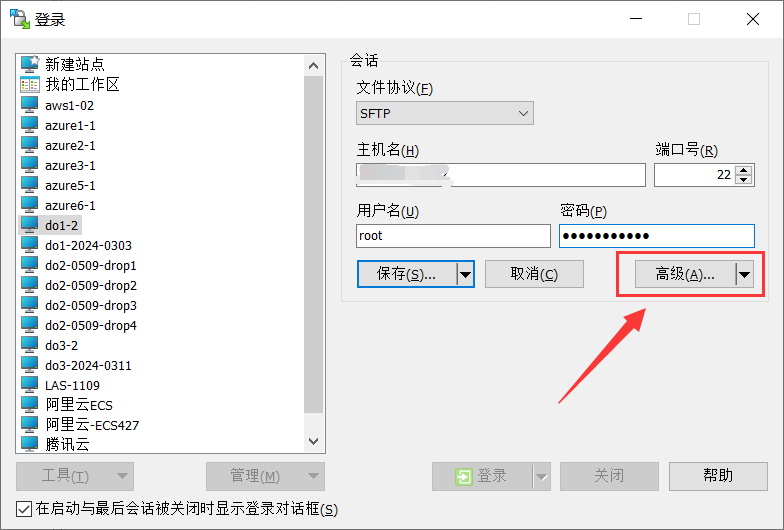 登录
新建站点
我的工作区
aws1-02
azure1-1
azure2-1
azure3-1
azure5-1
azure6-1
do1-2
do1-2024-0303
do2-0509-drop1
do2-0509-drop2
do2-0509-drop3
do2-0509-drop4
do3-2
do3-2024-0311
LAS-1109
阿里云ECS
阿里云-ECS427
腾讯云
会话
文件协议(F)
SFTP
主机名(H) 端口号(R)
22
用户名(U) 密码(P)
root ●●●●●●●●●●●
保存(S)... 取消(C) 高级(A)...
工具(T) 管理(M) 登录 关闭 帮助
在启动与最后会话被关闭时显示登录对话框(S)